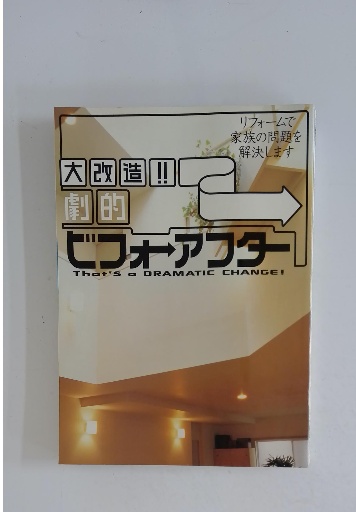 リフォームで
家族の問題を
解決します
大改造!!
劇的
ビフォーアフター
That's a DRAMATIC CHANGE!